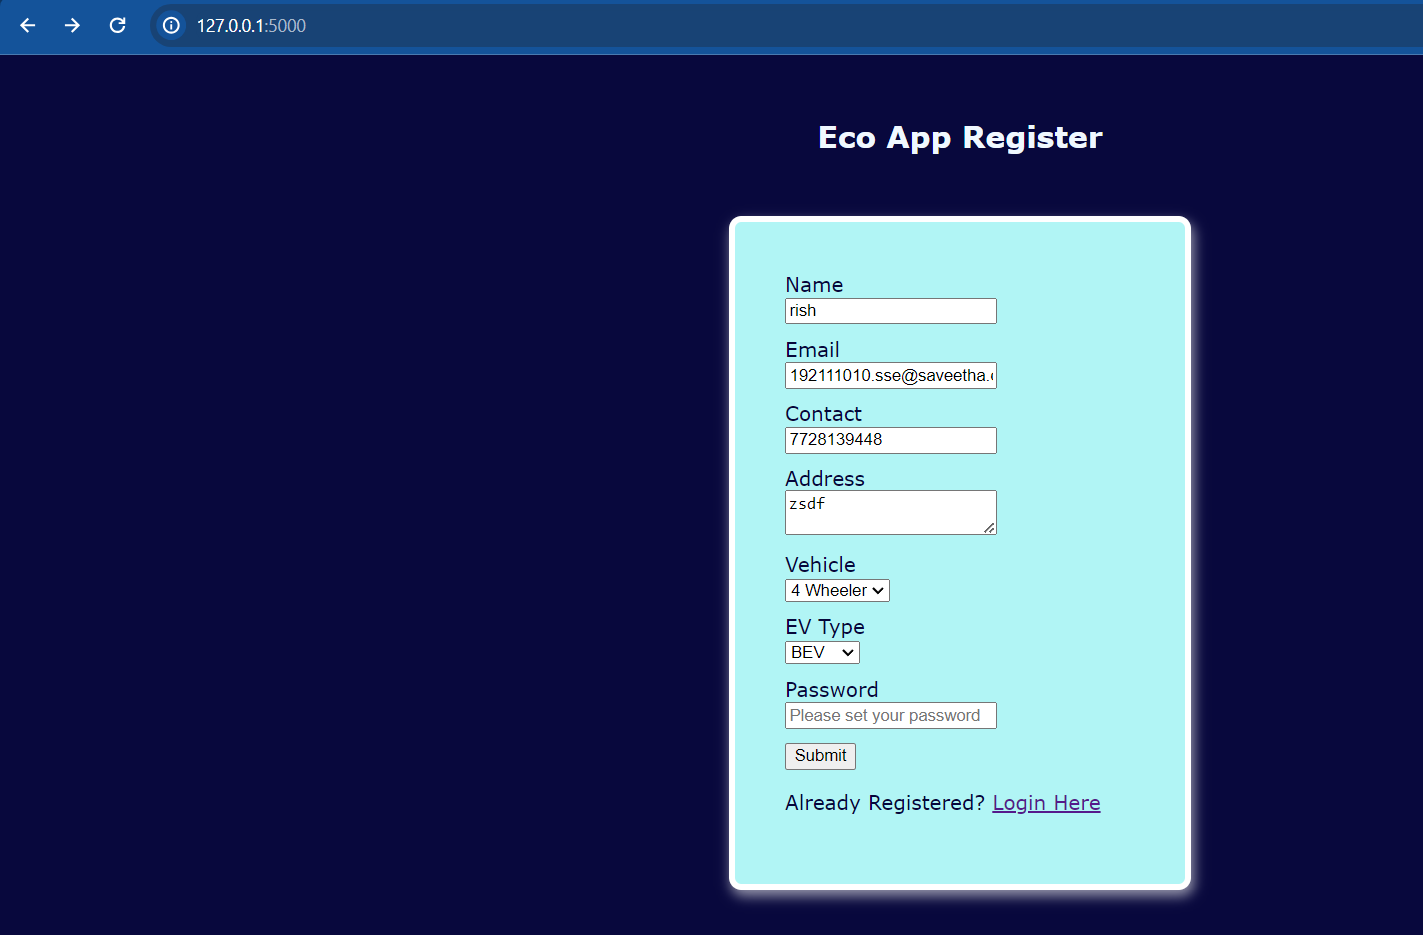 127.0.0.1:5000
Eco App Register
Name
rish
Email
192111010.sse@saveetha.
Contact
7728139448
Address
zsdf
Vehicle
4 Wheeler
EV Type
BEV
Password
Please set your password
Submit
Already Registered? Login Here